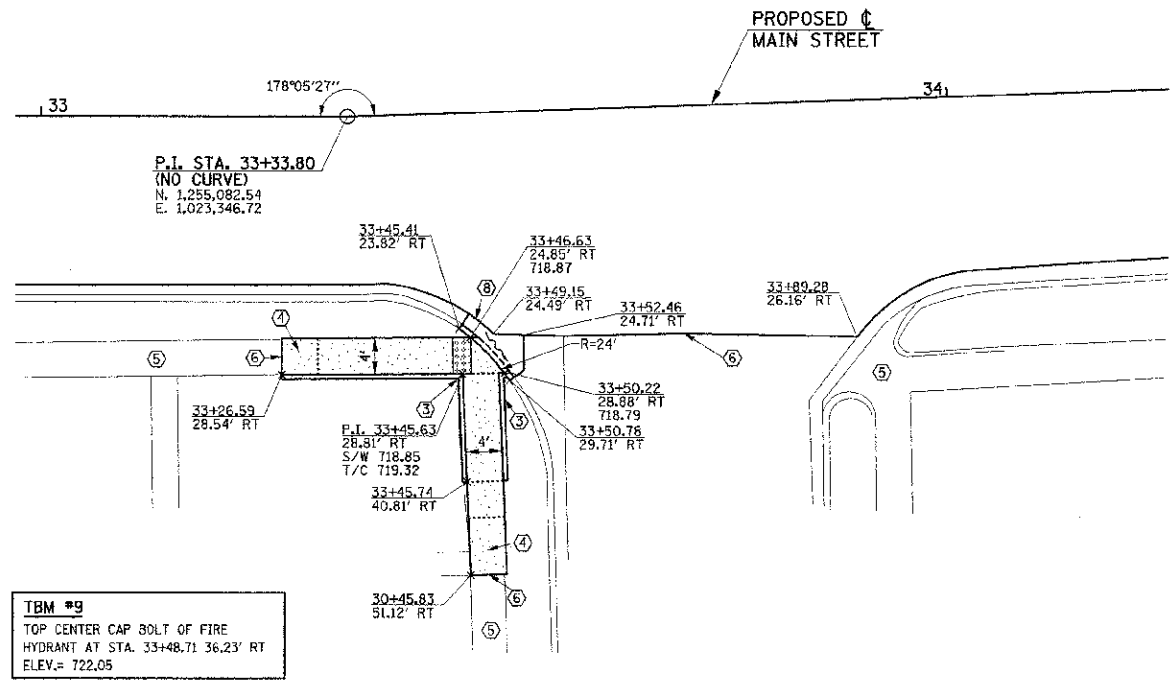 PROPOSED ℄
MAIN STREET
178°05'27"
33
34
P.I. STA. 33+33.80
(NO CURVE)
N. 1,255,082.54
E. 1,023,346.72
33+45.41
23.82' RT
33+46.63
24.85' RT
718.87
8
33+49.15
24.49' RT
33+52.46
24.71' RT
33+89.28
26.16' RT
4
5
6
4'
R=24'
6
5
33+26.59
28.54' RT
3
3
33+50.22
28.88' RT
718.79
33+50.78
29.71' RT
P.I. 33+45.63
28.81' RT
S/W 718.85
T/C 719.32
4'
33+45.74
40.81' RT
4
30+45.83
51.12' RT
6
5
TBM #9
TOP CENTER CAP BOLT OF FIRE
HYDRANT AT STA. 33+48.71 36.23' RT
ELEV.= 722.05